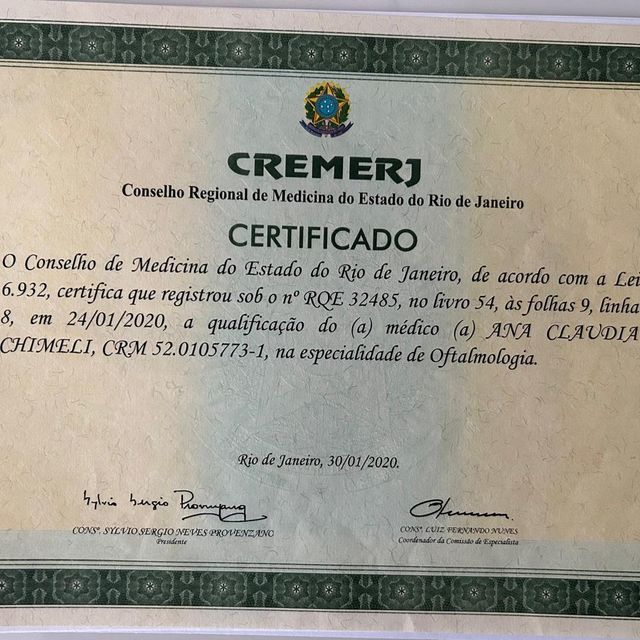 CREMERJ
Conselho Regional de Medicina do Estado do Rio de Janeiro
CERTIFICADO
O Conselho de Medicina do Estado do Rio de Janeiro, de acordo com a Lei
6.932, certifica que registrou sob o nº RQE 32485, no livro 54, às folhas 9, linha
8, em 24/01/2020, a qualificação do (a) médico (a) ANA CLAUDIA
CHIMELI, CRM 52.0105773-1, na especialidade de Oftalmologia.
Rio de Janeiro, 30/01/2020.
Sylvio Sergio Provenzano
CONSº. SYLVIO SERGIO NEVES PROVENZANO
Presidente
CONSº. LUIZ FERNANDO NUNES
Coordenador da Comissão de Especialista